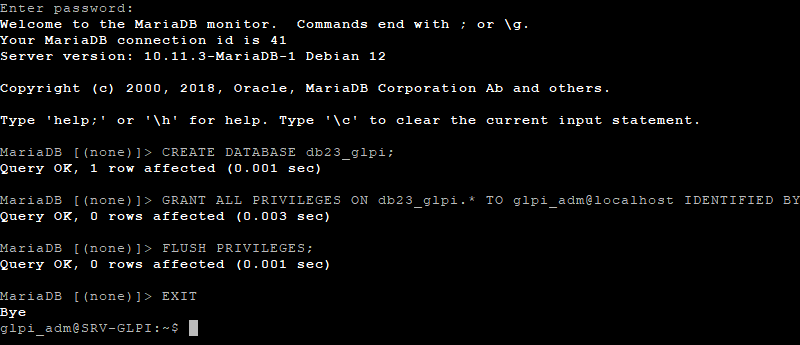 Enter password:
Welcome to the MariaDB monitor.  Commands end with ; or \g.
Your MariaDB connection id is 41
Server version: 10.11.3-MariaDB-1 Debian 12
Copyright (c) 2000, 2018, Oracle, MariaDB Corporation Ab and others.
Type 'help;' or '\h' for help. Type '\c' to clear the current input statement.
MariaDB [(none)]> CREATE DATABASE db23_glpi;
Query OK, 1 row affected (0.001 sec)
MariaDB [(none)]> GRANT ALL PRIVILEGES ON db23_glpi.* TO glpi_adm@localhost IDENTIFIED BY
Query OK, 0 rows affected (0.003 sec)
MariaDB [(none)]> FLUSH PRIVILEGES;
Query OK, 0 rows affected (0.001 sec)
MariaDB [(none)]> EXIT
Bye
glpi_adm@SRV-GLPI:~$